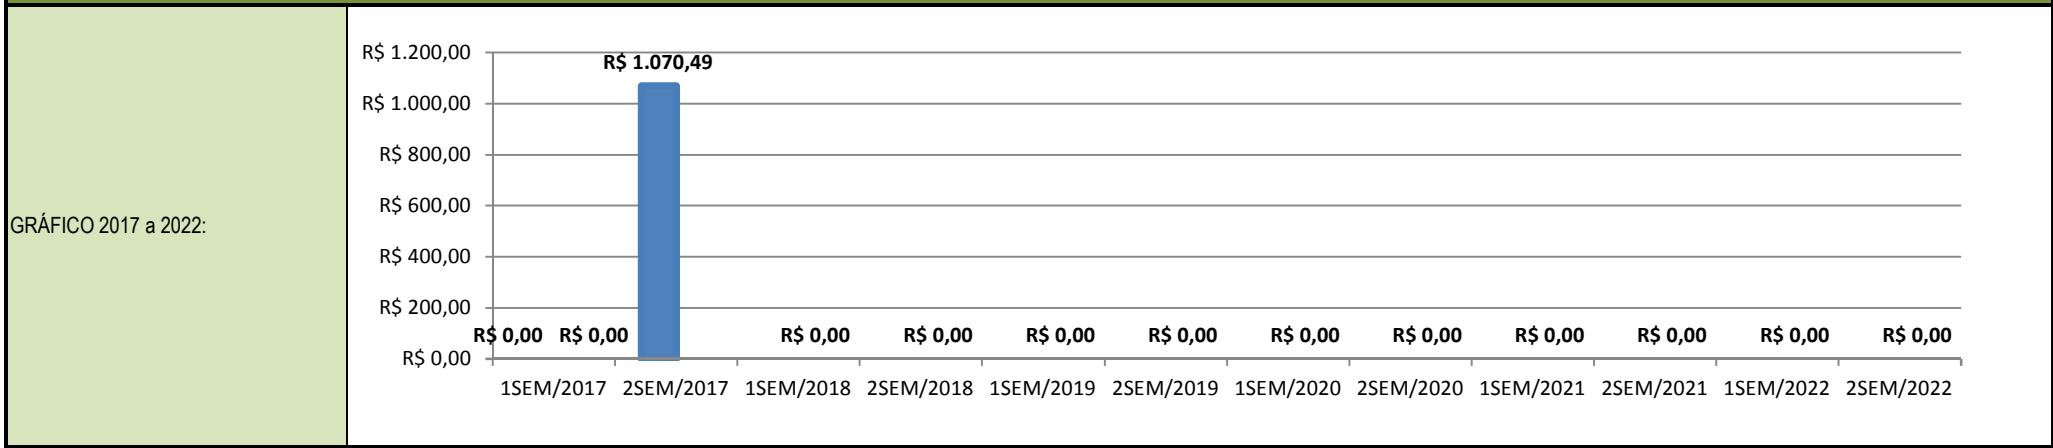 GRÁFICO 2017 a 2022:
R$ 1.200,00
R$ 1.070,49
R$ 1.000,00
R$ 800,00
R$ 600,00
R$ 400,00
R$ 200,00
R$ 0,00 R$ 0,00 R$ 0,00 R$ 0,00 R$ 0,00 R$ 0,00 R$ 0,00 R$ 0,00 R$ 0,00 R$ 0,00 R$ 0,00 R$ 0,00
R$ 0,00
1SEM/2017 2SEM/2017 1SEM/2018 2SEM/2018 1SEM/2019 2SEM/2019 1SEM/2020 2SEM/2020 1SEM/2021 2SEM/2021 1SEM/2022 2SEM/2022